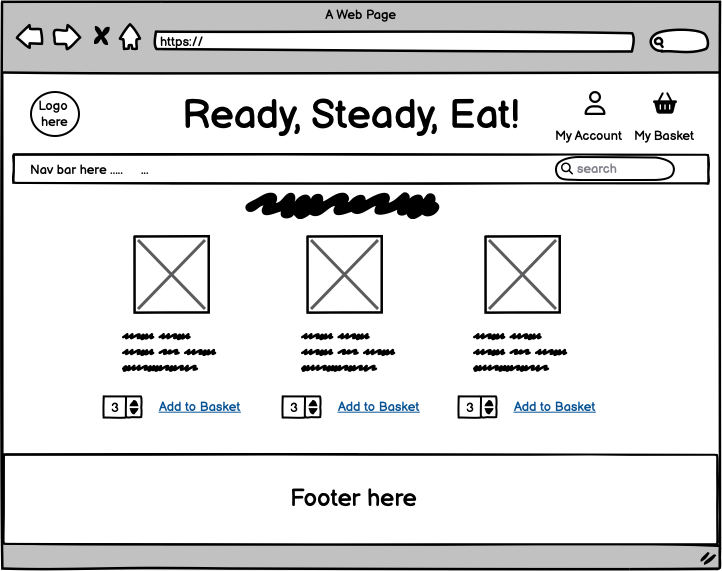 A Web Page
https://
Logo
here
Ready, Steady, Eat!
My Account
My Basket
Nav bar here ..... ...
search
3
Add to Basket
3
Add to Basket
3
Add to Basket
Footer here